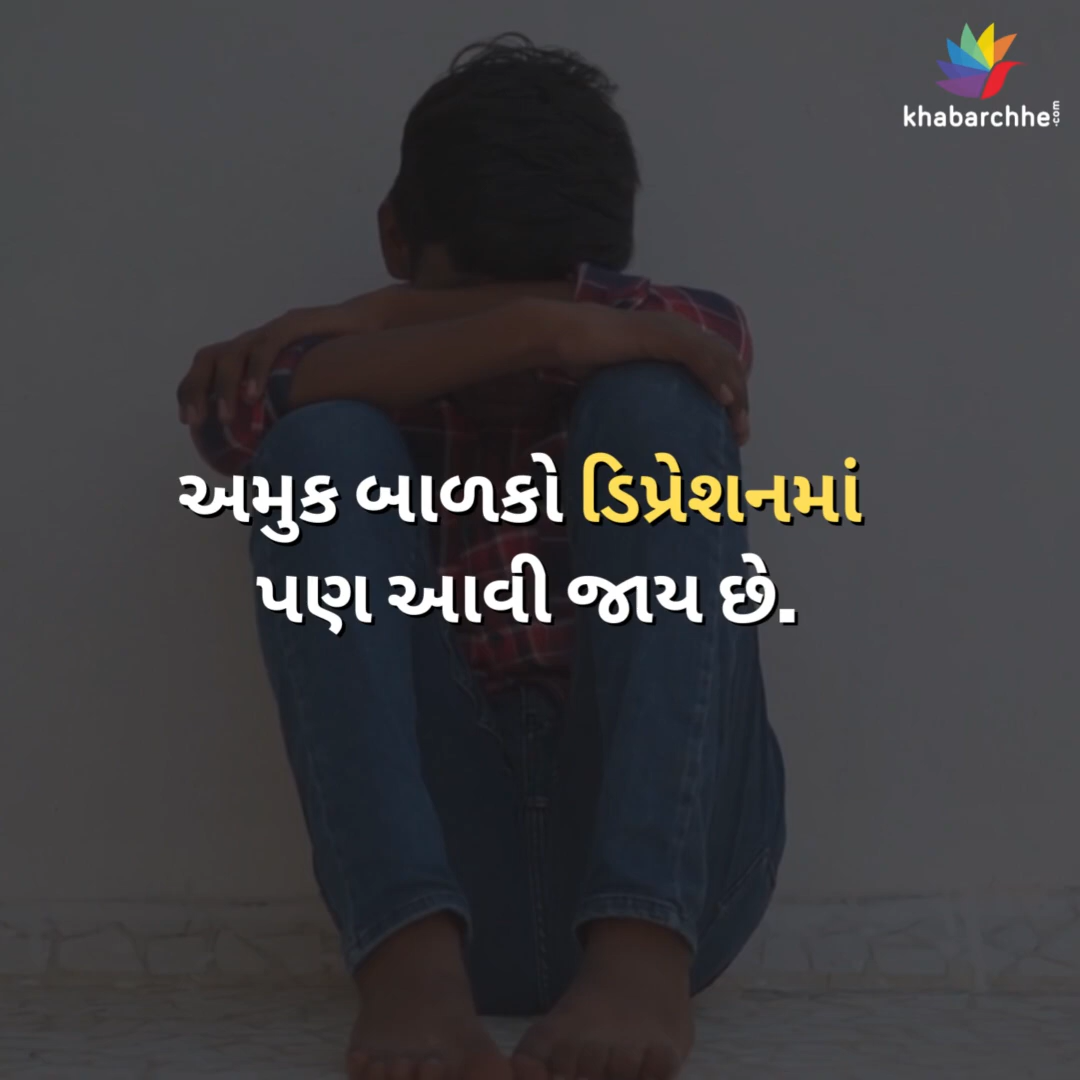 khabarchhe.com
અમુક બાળકો ડિપ્રેશનમાં
પણ આવી જાય છે.